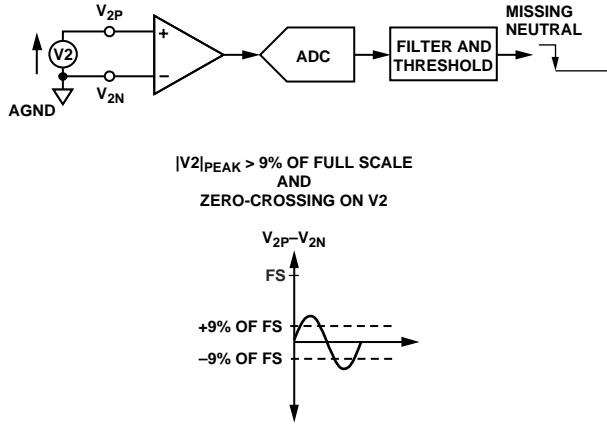 V2P
V2
+
–
V2N
AGND
ADC
FILTER AND
THRESHOLD
MISSING
NEUTRAL
|V2|PEAK > 9% OF FULL SCALE
AND
ZERO-CROSSING ON V2
V2P–V2N
FS
+9% OF FS
–9% OF FS